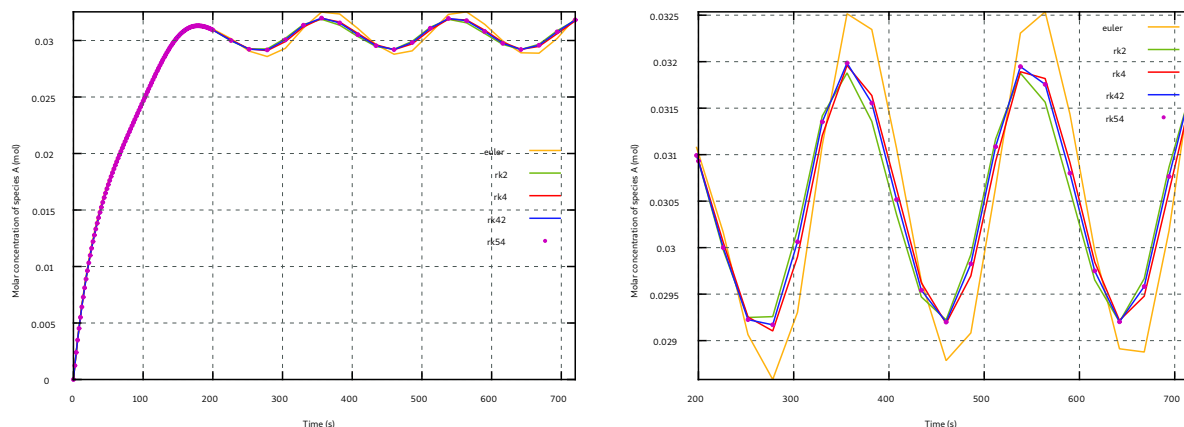 0.03
0.025
0.02
0.015
0.01
0.005
0
0 100 200 300 400 500 600 700
Molar concentration of species A (mol)
Time (s)
euler
rk2
rk4
rk42
rk54
0.0325
0.032
0.0315
0.031
0.0305
0.03
0.0295
0.029
200 300 400 500 600 700
Molar concentration of species A (mol)
Time (s)
euler
rk2
rk4
rk42
rk54